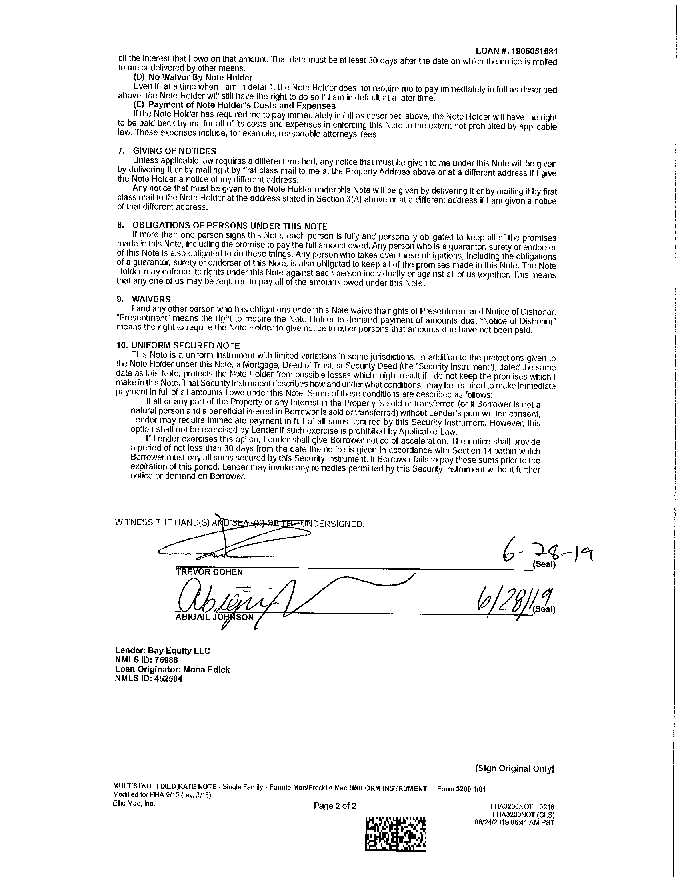 LOAN #: 1906051681
all the interest that I owe on that amount. That date must be at least 30 days after the date on which the notice is mailed
to me or delivered by other means.
(D) No Waiver By Note Holder
Even if, at a time when I am in default, the Note Holder does not require me to pay immediately in full as described
above, the Note Holder will still have the right to do so if I am in default at a later time.
(E) Payment of Note Holder's Costs and Expenses
If the Note Holder has required me to pay immediately in full as described above, the Note Holder will have the right
to be paid back by me for all of its costs and expenses in enforcing this Note to the extent not prohibited by applicable
law. These expenses include, for example, reasonable attorneys' fees.
7. GIVING OF NOTICES
Unless applicable law requires a different method, any notice that must be given to me under this Note will be given
by delivering it or by mailing it by first class mail to me at the Property Address above or at a different address if I give
the Note Holder a notice of my different address.
Any notice that must be given to the Note Holder under this Note will be given by delivering it or by mailing it by first
class mail to the Note Holder at the address stated in Section 3(A) above or at a different address if I am given a notice
of that different address.
8. OBLIGATIONS OF PERSONS UNDER THIS NOTE
If more than one person signs this Note, each person is fully and personally obligated to keep all of the promises
made in this Note, including the promise to pay the full amount owed. Any person who is a guarantor, surety or endorser
of this Note is also obligated to do these things. Any person who takes over these obligations, including the obligations
of a guarantor, surety or endorser of this Note, is also obligated to keep all of the promises made in this Note. The Note
Holder may enforce its rights under this Note against each person individually or against all of us together. This means
that any one of us may be required to pay all of the amounts owed under this Note.
9. WAIVERS
I and any other person who has obligations under this Note waive the rights of Presentment and Notice of Dishonor.
"Presentment" means the right to require the Note Holder to demand payment of amounts due. "Notice of Dishonor"
means the right to require the Note Holder to give notice to other persons that amounts due have not been paid.
10. UNIFORM SECURED NOTE
This Note is a uniform instrument with limited variations in some jurisdictions. In addition to the protections given to
the Note Holder under this Note, a Mortgage, Deed of Trust, or Security Deed (the "Security Instrument"), dated the same
date as this Note, protects the Note Holder from possible losses which might result if I do not keep the promises which I
make in this Note. That Security Instrument describes how and under what conditions I may be required to make immediate
payment in full of all amounts I owe under this Note. Some of these conditions are described as follows:
If all or any part of the Property or any Interest in the Property is sold or transferred (or if Borrower is not a
natural person and a beneficial interest in Borrower is sold or transferred) without Lender's prior written consent,
Lender may require immediate payment in full of all sums secured by this Security Instrument. However, this
option shall not be exercised by Lender if such exercise is prohibited by Applicable Law.
If Lender exercises this option, Lender shall give Borrower notice of acceleration. The notice shall provide
a period of not less than 30 days from the date the notice is given in accordance with Section 14 within which
Borrower must pay all sums secured by this Security Instrument. If Borrower fails to pay these sums prior to the
expiration of this period, Lender may invoke any remedies permitted by this Security Instrument without further
notice or demand on Borrower.
WITNESS THE HAND(S) AND SEAL(S) OF THE UNDERSIGNED.
6-28-19
(Seal)
TREVOR COHEN
6/28/19
(Seal)
ABIGAIL JOHNSON
Lender: Bay Equity LLC
NMLS ID: 76988
Loan Originator: Mona Edick
NMLS ID: 452504
[Sign Original Only]
MULTISTATE FIXED RATE NOTE - Single Family - Fannie Mae/Freddie Mac UNIFORM INSTRUMENT Form 3200 1/01
Modified for FHA 9/15 (rev. 2/16)
Ellie Mae, Inc.
Page 2 of 2
FHA3200NOT 0216
FHA3200NOT (CLS)